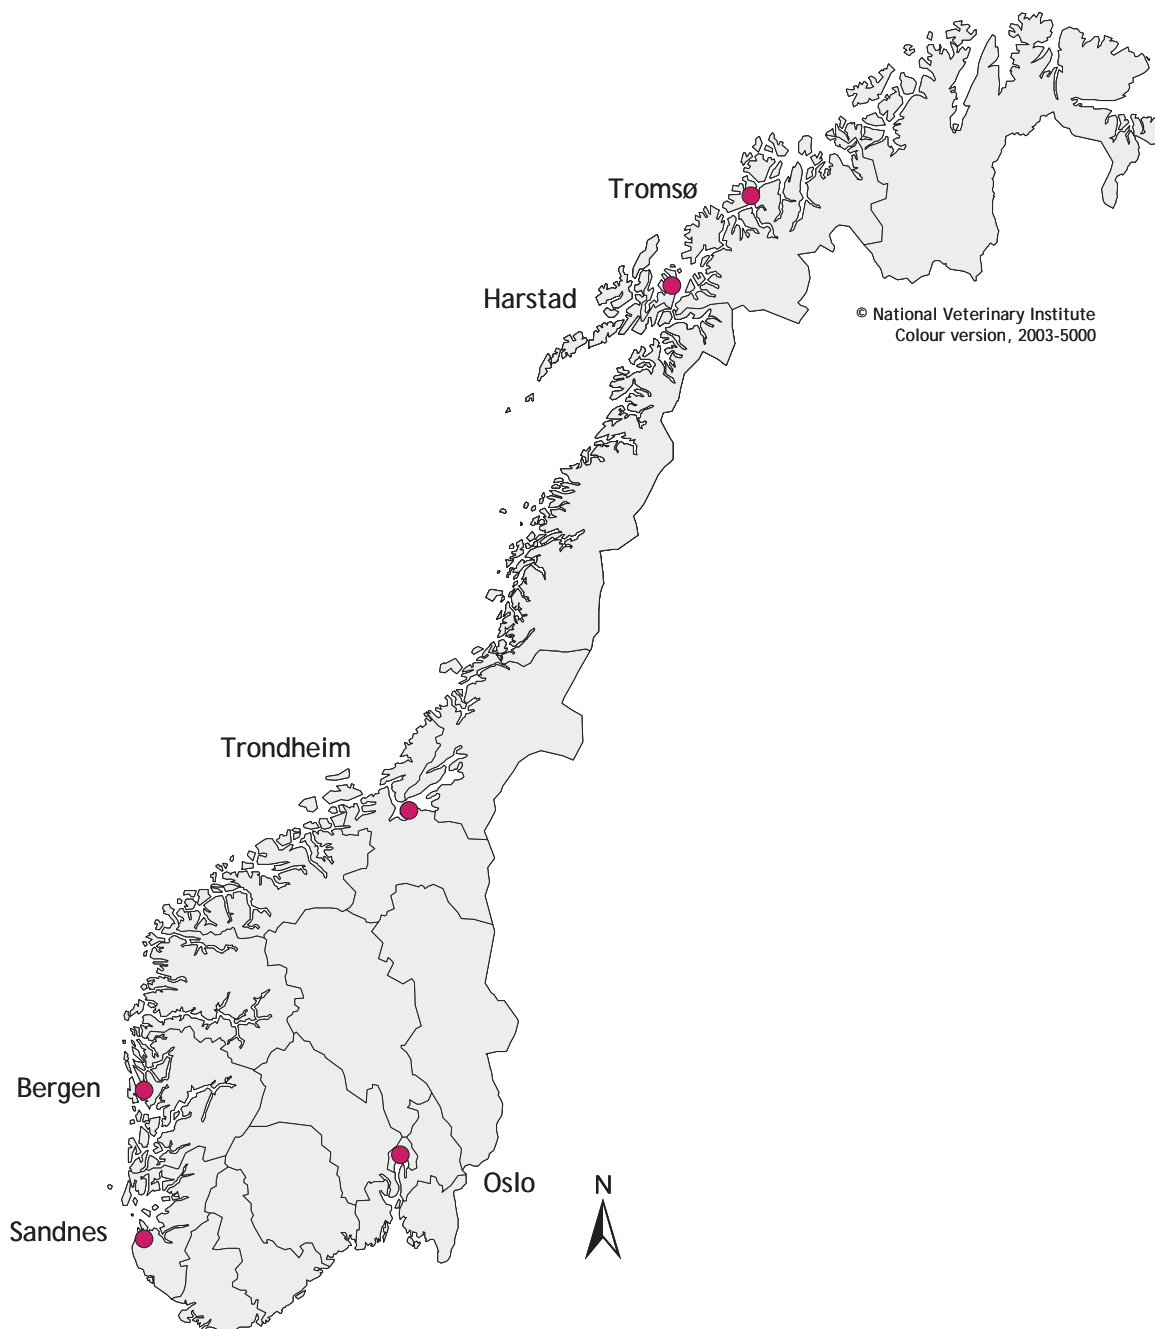 Tromsø
Harstad
© National Veterinary Institute
Colour version, 2003-5000
Trondheim
Bergen
Oslo
N
Sandnes